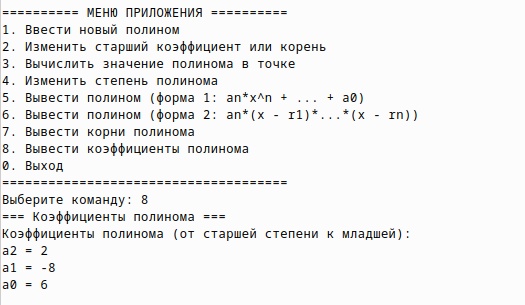 ========== МЕНЮ ПРИЛОЖЕНИЯ ==========
1. Ввести новый полином
2. Изменить старший коэффициент или корень
3. Вычислить значение полинома в точке
4. Изменить степень полинома
5. Вывести полином (форма 1: an*x^n + ... + a0)
6. Вывести полином (форма 2: an*(x - r1)*...*(x - rn))
7. Вывести корни полинома
8. Вывести коэффициенты полинома
0. Выход
=====================================
Выберите команду: 8
=== Коэффициенты полинома ===
Коэффициенты полинома (от старшей степени к младшей):
a2 = 2
a1 = -8
a0 = 6